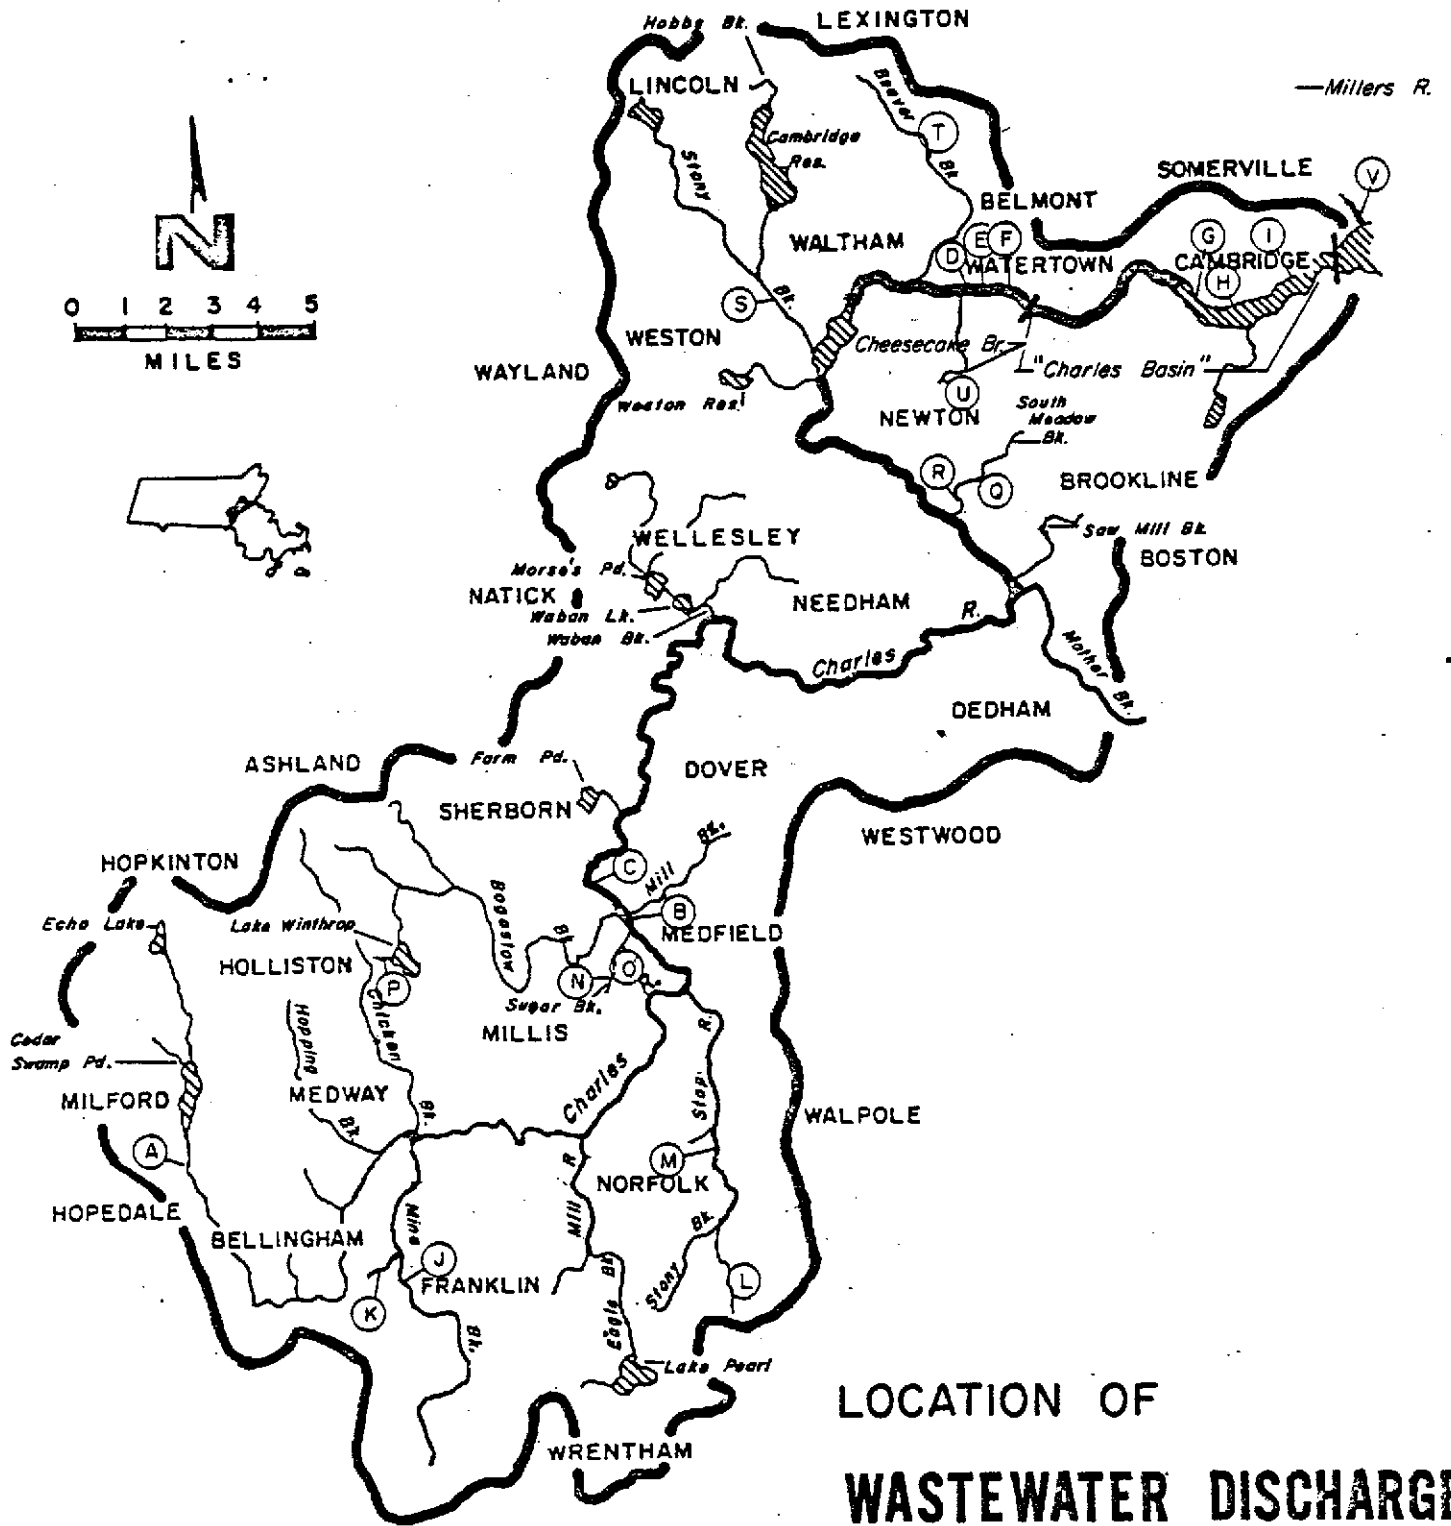 Hobbs Bk.
LEXINGTON
LINCOLN
Beaver
Bk
T
Millers R.
Cambridge
Res.
Stony
Bk.
SOMERVILLE
V
BELMONT
N
WALTHAM
D
E
F
WATERTOWN
G
I
CAMBRIDGE
H
0 1 2 3 4 5
MILES
S
WESTON
WAYLAND
Cheesecake Br.
"Charles Basin"
Weston Res.
U
NEWTON
South
Meadow
Bk.
R
Q
BROOKLINE
Saw Mill Bk.
BOSTON
WELLESLEY
Morse's Pd.
NATICK
Waban Lk.
Waban Bk.
NEEDHAM
Charles R.
Mother Bk.
DEDHAM
ASHLAND
Farm Pd.
DOVER
SHERBORN
WESTWOOD
HOPKINTON
C
Mill Bk.
B
MEDFIELD
Echo Lake
Lake Winthrop
Bogastow
Bk
HOLLISTON
P
N
O
Sugar Bk.
MILLIS
Chicken
Bk.
Hopping
Bk.
Cedar
Swamp Pd.
MILFORD
MEDWAY
Charles
Stop R.
WALPOLE
A
M
NORFOLK
HOPEDALE
BELLINGHAM
Mine
Bk.
Mill R
J
FRANKLIN
K
Stony Bk.
L
Eagle Bk
Lake Pearl
WRENTHAM
LOCATION OF
WASTEWATER DISCHARGE